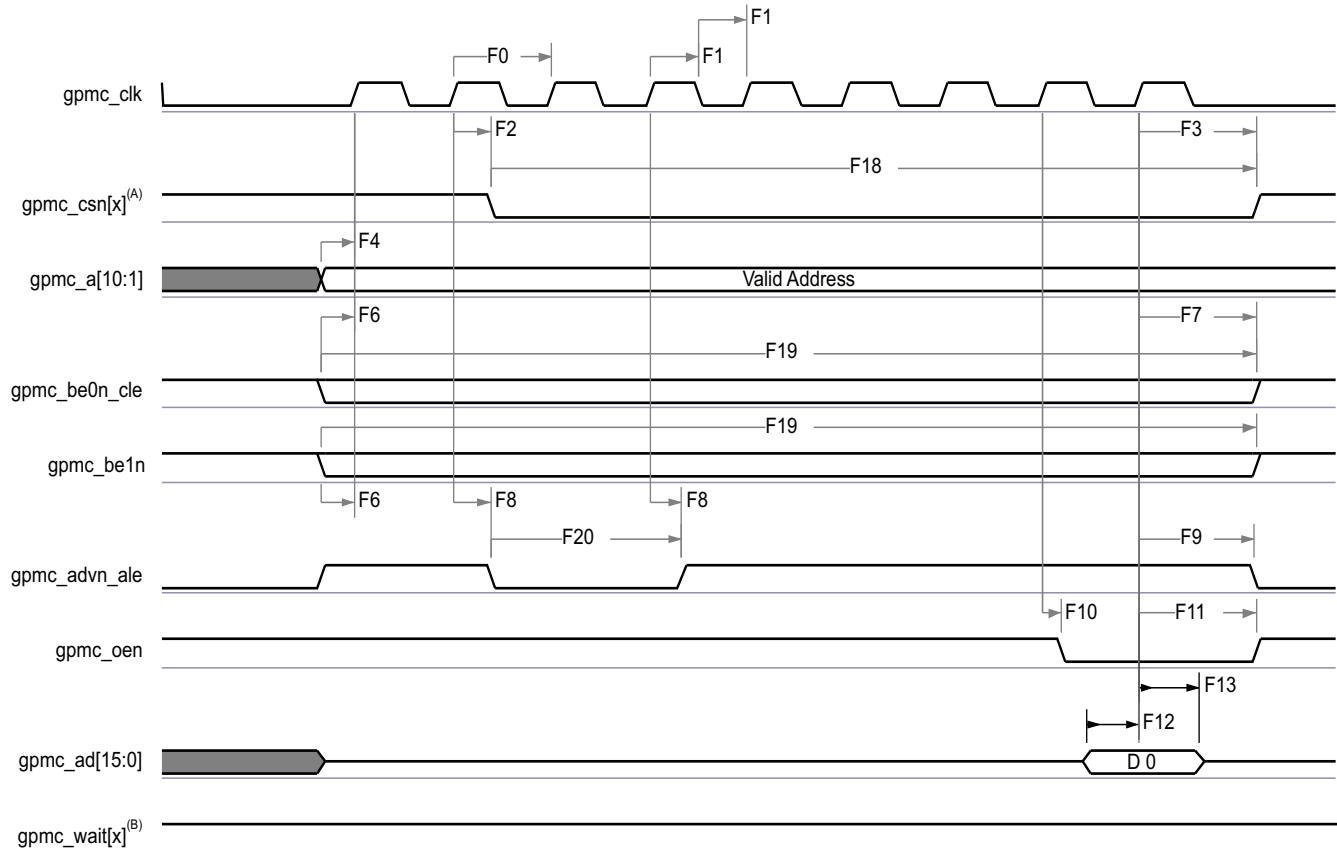 F1
F0
F1
gpmc_clk
F2
F3
F18
gpmc_csn[x](A)
F4
gpmc_a[10:1]
Valid Address
F6
F7
F19
gpmc_be0n_cle
F19
gpmc_be1n
F6
F8
F8
F20
F9
gpmc_advn_ale
F10
F11
gpmc_oen
F13
F12
gpmc_ad[15:0]
D 0
gpmc_wait[x](B)